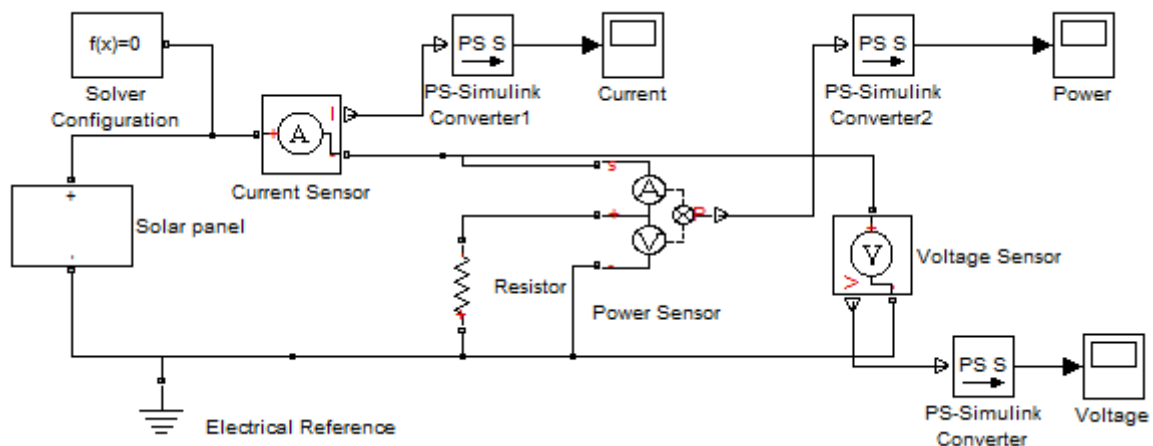 f(x)=0
Solver
Configuration
PS S
PS-Simulink
Converter1
Current
PS S
PS-Simulink
Converter2
Power
+
A
I
-
Current Sensor
+
-
Solar panel
s
+
-
A
V
P
Power Sensor
+
Resistor
+
V
V
-
Voltage Sensor
PS S
PS-Simulink
Converter
Voltage
Electrical Reference